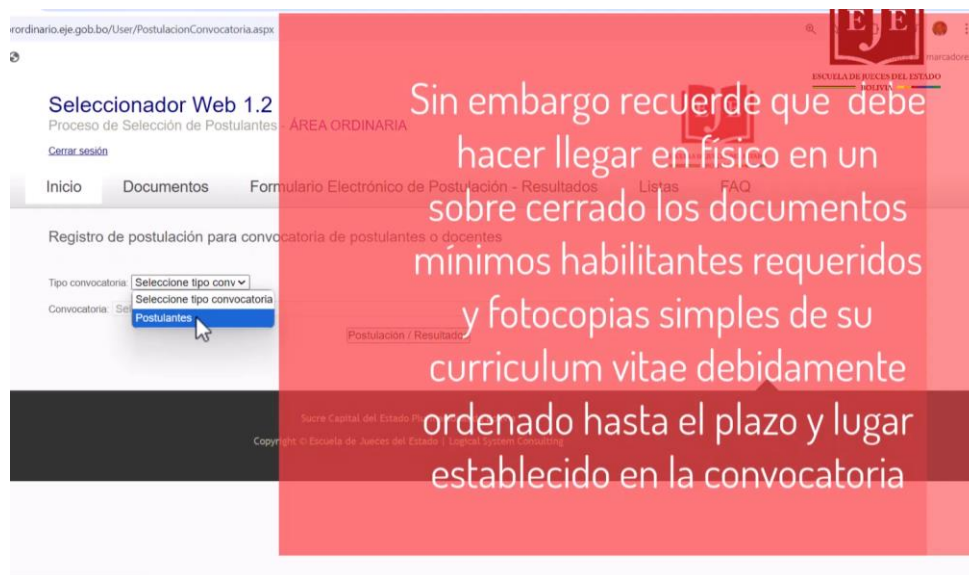 rordinario.eje.gob.bo/User/PostulacionConvocatoria.aspx
marcadores
EJE
ESCUELA DE JUECES DEL ESTADO
BOLIVIA
Seleccionador Web 1.2
Proceso de Selección de Postulantes - ÁREA ORDINARIA
Cerrar sesión
Inicio Documentos Formulario Electrónico de Postulación - Resultados Listas FAQ
Registro de postulación para convocatoria de postulantes o docentes
Tipo convocatoria: Seleccione tipo conv
Seleccione tipo convocatoria
Convocatoria: Sel
Postulantes
Postulación / Resultado
Sucre Capital del Estado
Copyright © Escuela de Jueces del Estado | Logical System Consulting
Sin embargo recuerde que debe
hacer llegar en físico en un
sobre cerrado los documentos
mínimos habilitantes requeridos
y fotocopias simples de su
curriculum vitae debidamente
ordenado hasta el plazo y lugar
establecido en la convocatoria